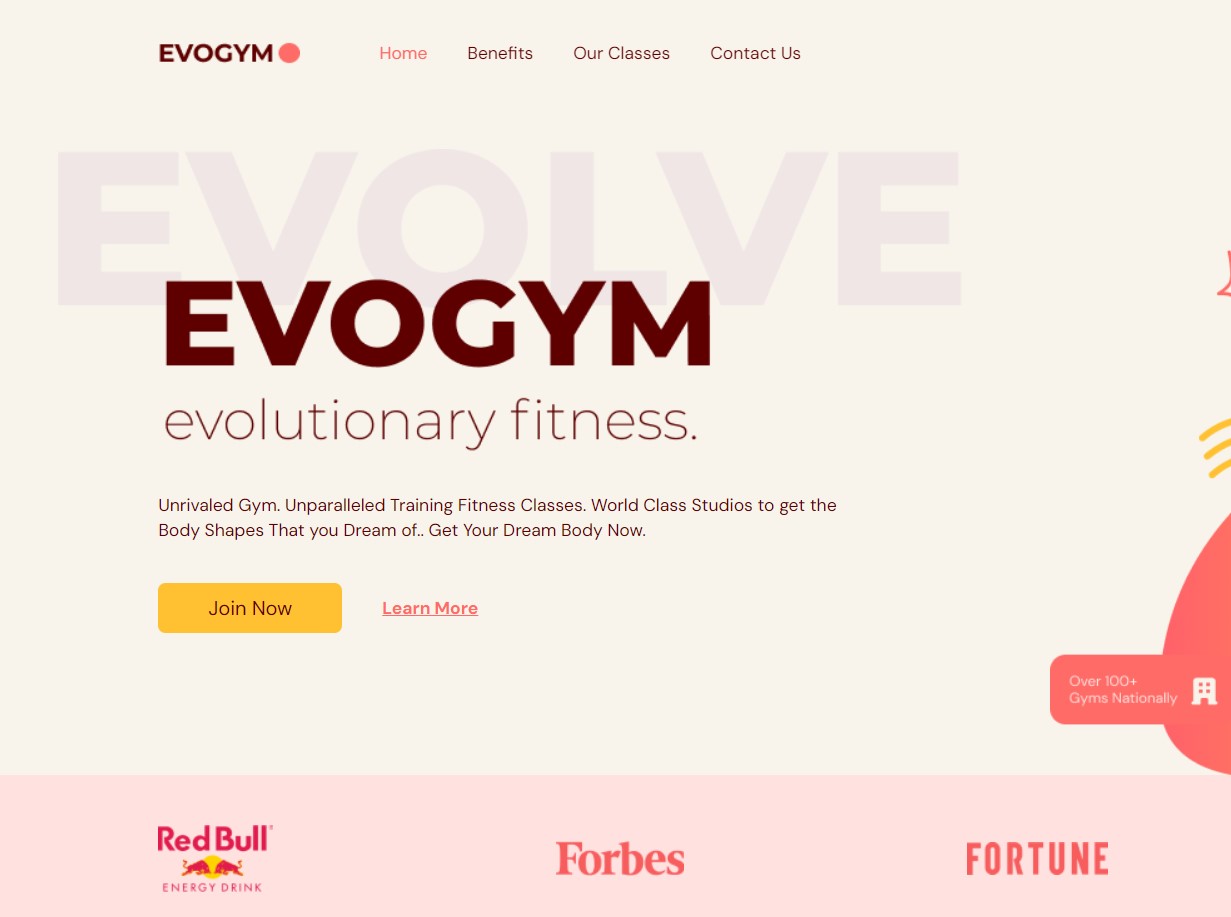 EVOGYM
Home
Benefits
Our Classes
Contact Us
EVOLVE
EVOGYM
evolutionary fitness.
Unrivaled Gym. Unparalleled Training Fitness Classes. World Class Studios to get the
Body Shapes That you Dream of.. Get Your Dream Body Now.
Join Now
Learn More
Over 100+
Gyms Nationally
Red Bull
ENERGY DRINK
Forbes
FORTUNE